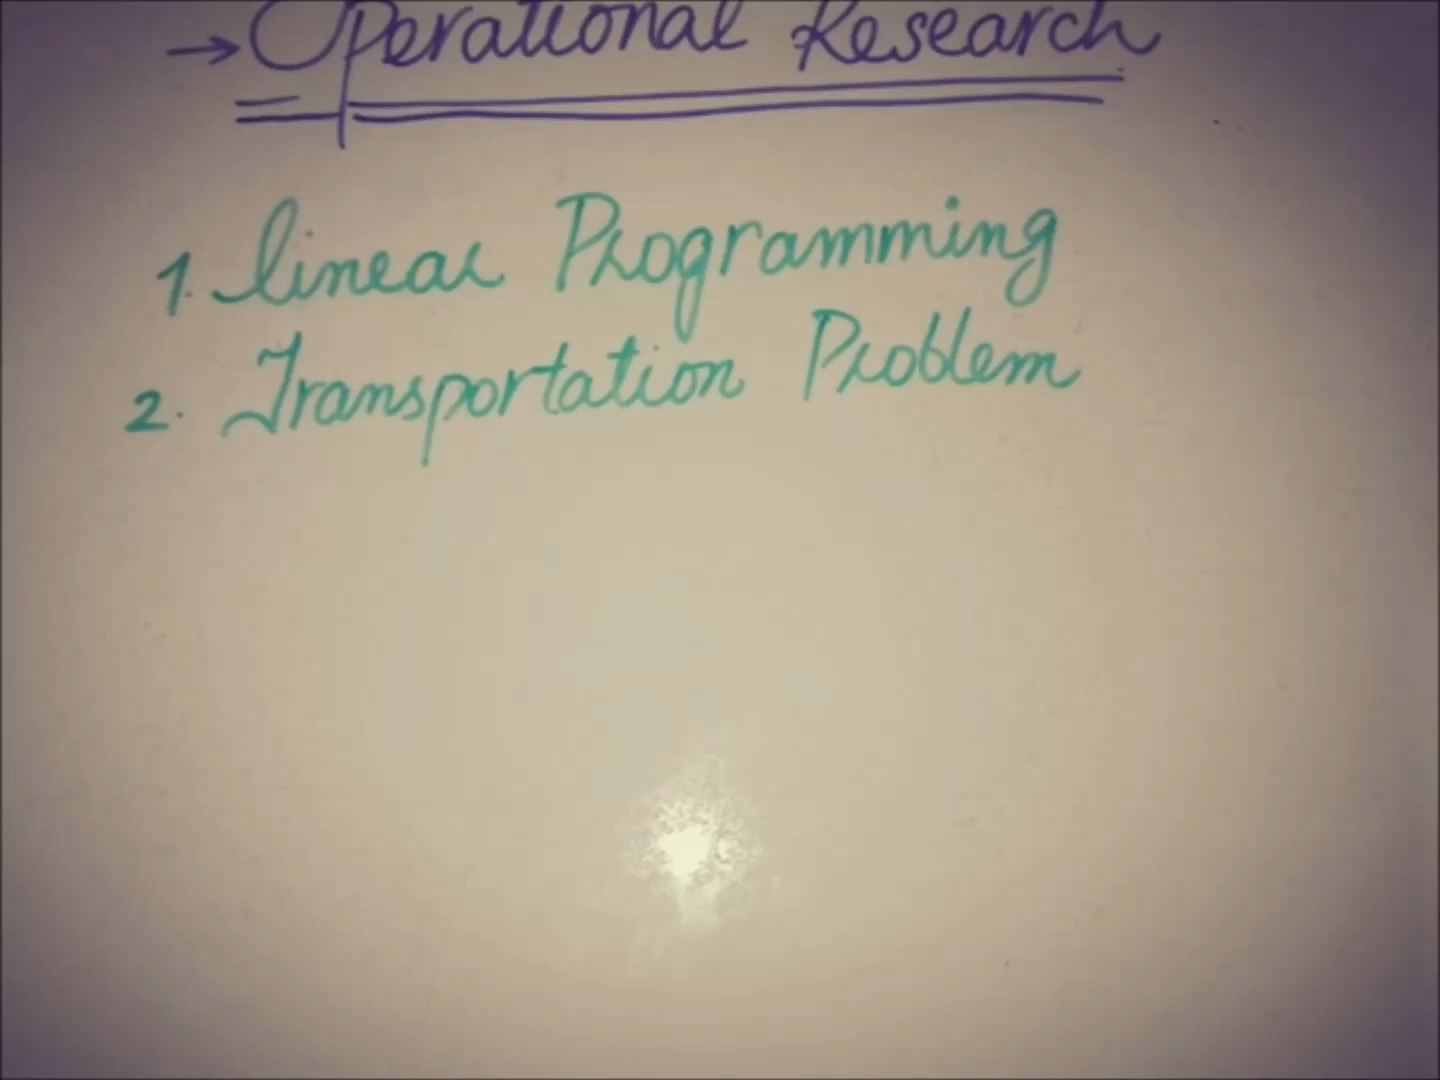 → Operational Research
1. linear Programming
2. Transportation Problem